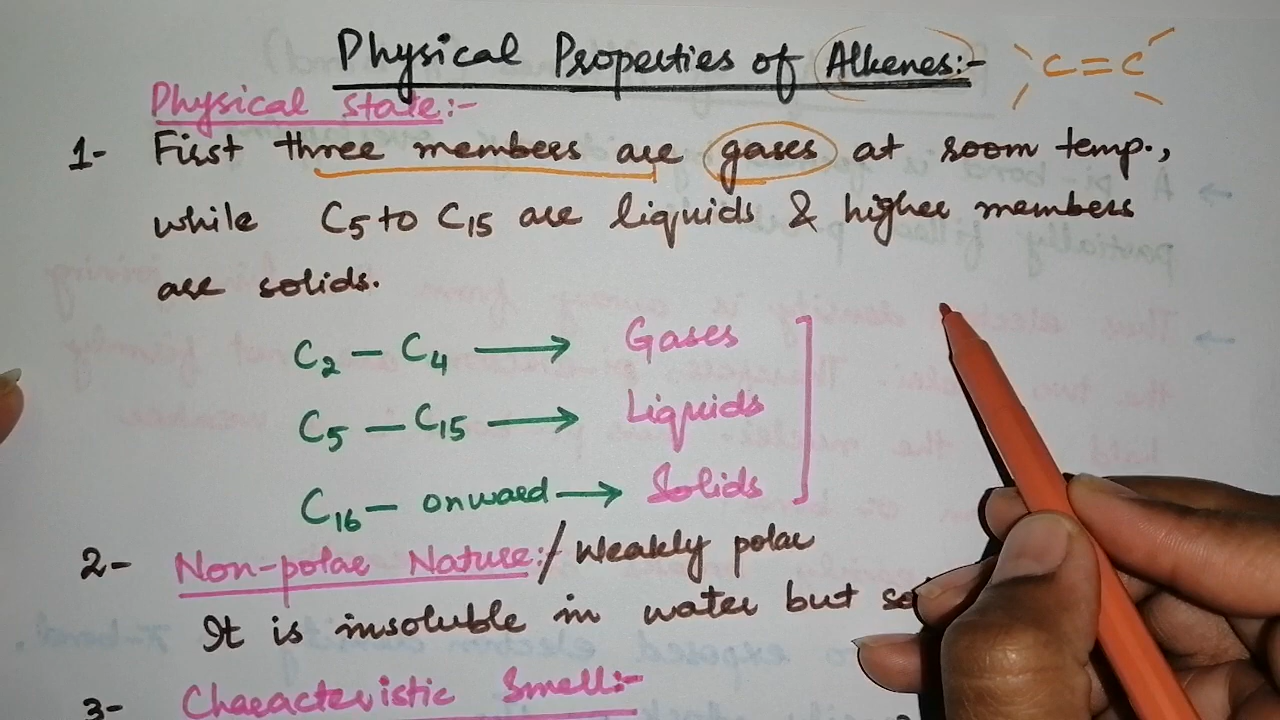 Physical Properties of Alkenes:-
C=C
Physical state:-
1- First three members are gases at room temp.,
while C₅ to C₁₅ are liquids & higher members
are solids.
C₂ — C₄ → Gases
C₅ — C₁₅ → Liquids
C₁₆ — onward → Solids
2- Non-polar Nature:/ Weakly polar
It is insoluble in water but so
3- Characteristic Smell:-